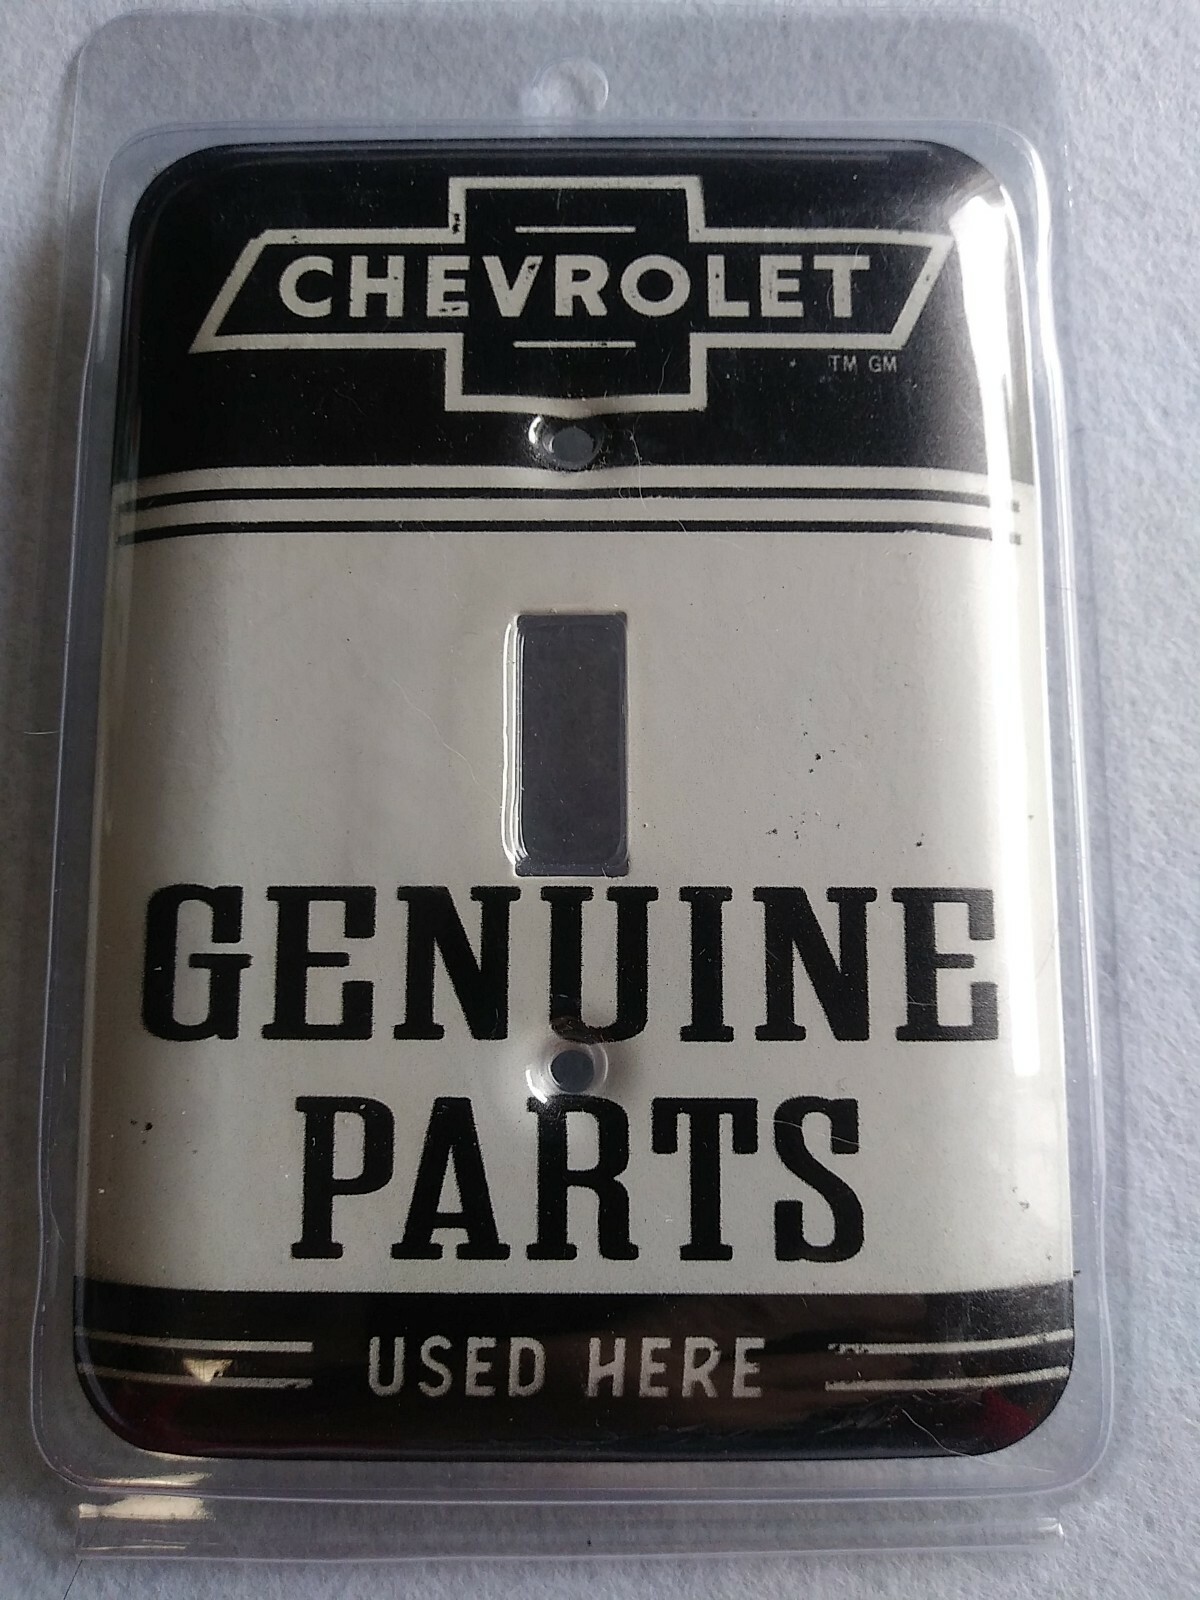 CHEVROLET
TM GM
GENUINE
PARTS
USED HERE